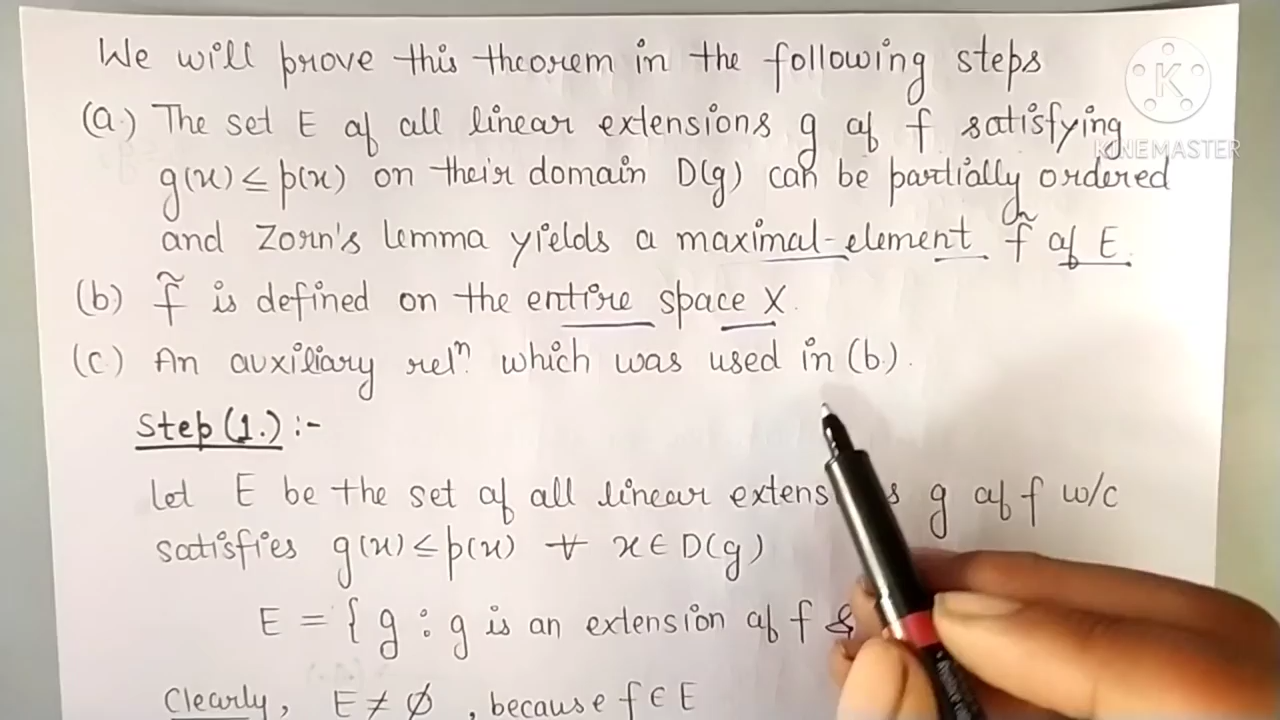 We will prove this theorem in the following steps
K
KINEMASTER
(a.) The set E of all linear extensions g of f satisfying
g(x) ≤ p(x) on their domain D(g) can be partially ordered
and Zorn's Lemma yields a maximal element f̃ of E.
(b) f̃ is defined on the entire space X.
(c.) An auxiliary relⁿ. which was used in (b.).
Step (1.) :-
Let E be the set of all linear extens s g of f w/c
satisfies g(x) ≤ p(x) ∀ x ∈ D(g)
E = { g : g is an extension of f &
Clearly, E ≠ ∅ , because f ∈ E